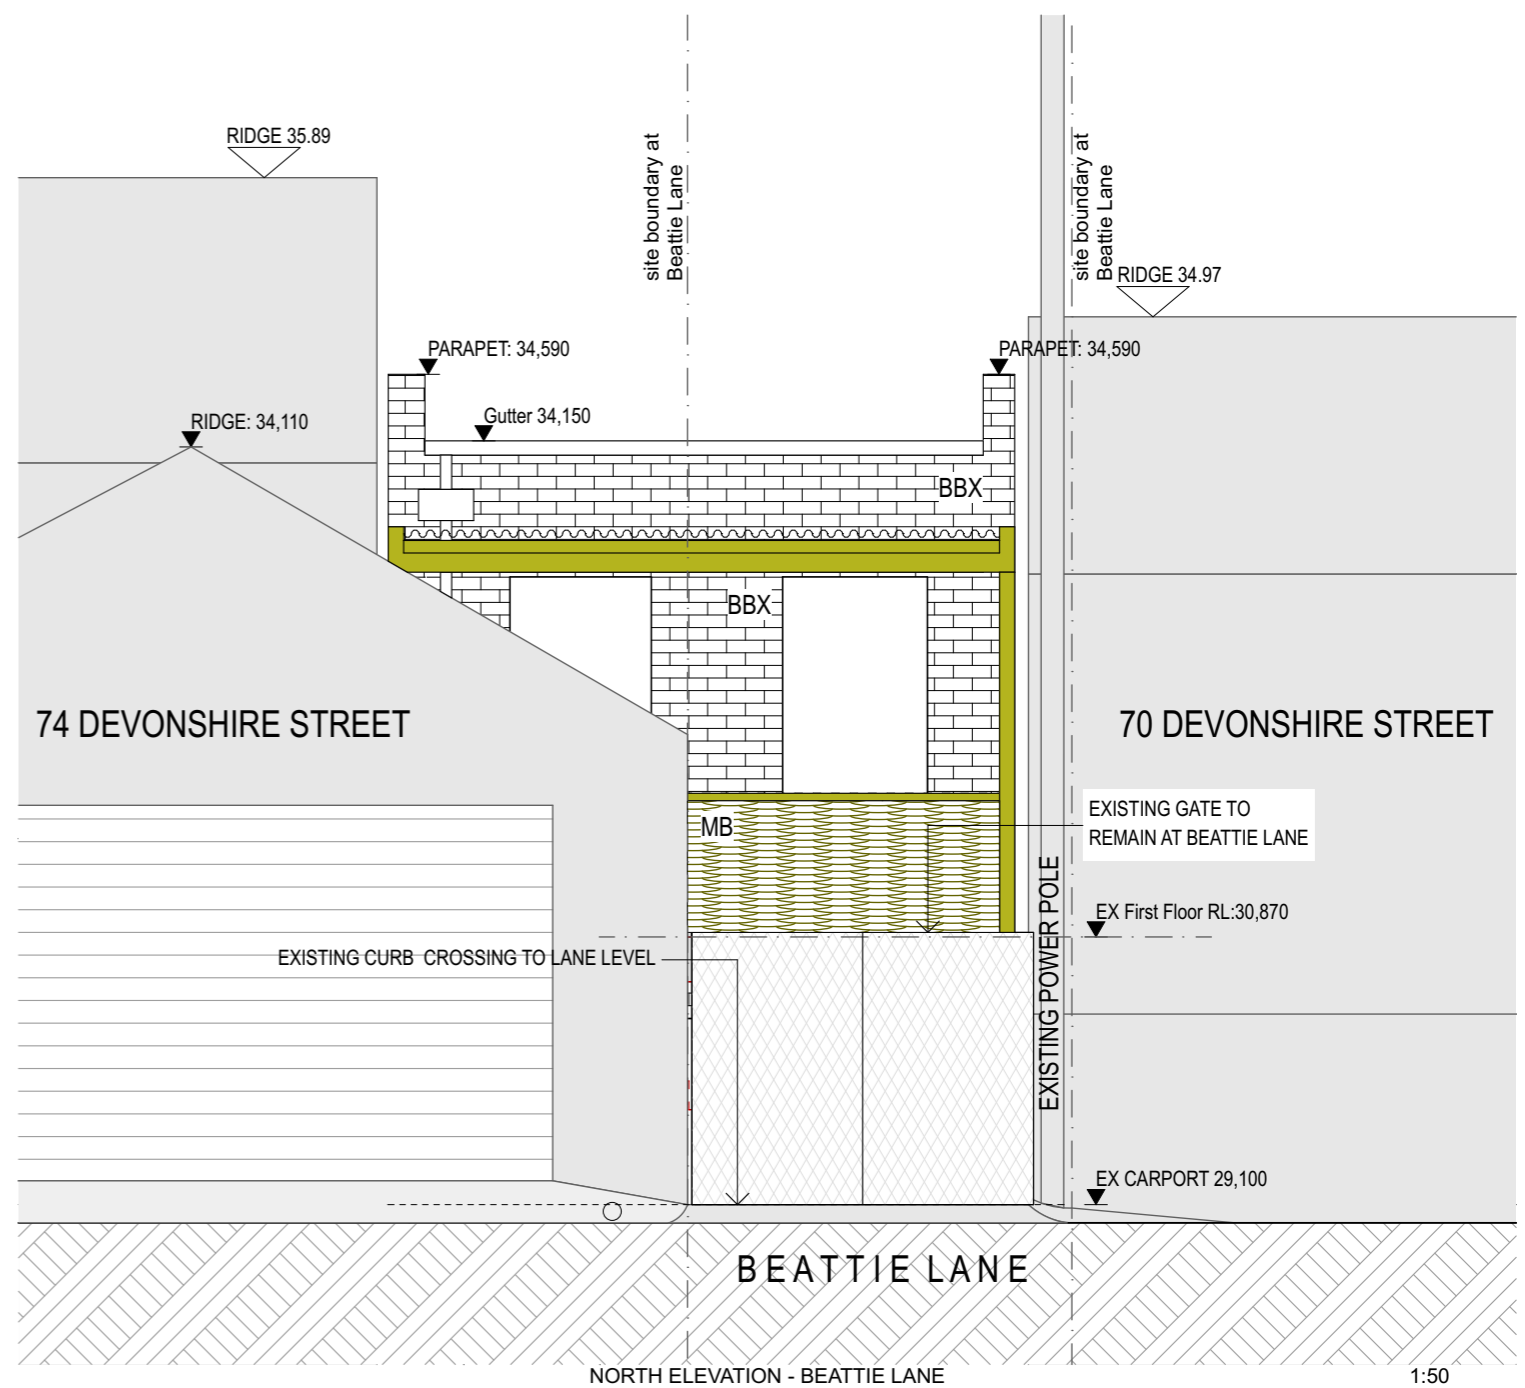 RIDGE 35.89
site boundary at
Beattie Lane
site boundary at
Beattie Lane
RIDGE 34.97
PARAPET: 34,590
PARAPET: 34,590
RIDGE: 34,110
Gutter 34,150
BBX
BBX
74 DEVONSHIRE STREET
70 DEVONSHIRE STREET
MB
EXISTING GATE TO
REMAIN AT BEATTIE LANE
EX First Floor RL:30,870
EXISTING CURB CROSSING TO LANE LEVEL
EXISTING POWER POLE
EX CARPORT 29,100
BEATTIE LANE
NORTH ELEVATION - BEATTIE LANE
1:50